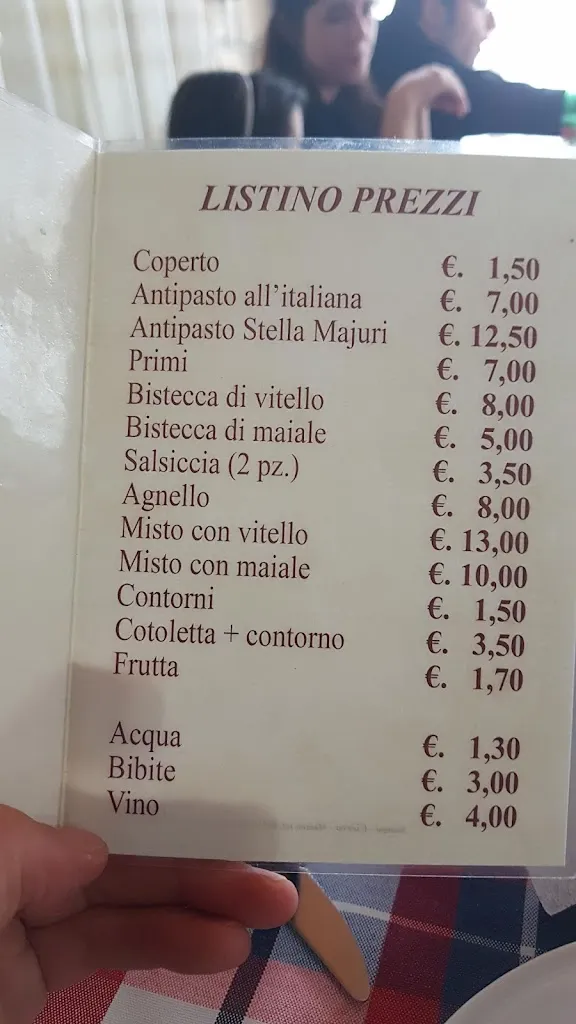 LISTINO PREZZI
Coperto €. 1,50
Antipasto all'italiana €. 7,00
Antipasto Stella Majuri €. 12,50
Primi €. 7,00
Bistecca di vitello €. 8,00
Bistecca di maiale €. 5,00
Salsiccia (2 pz.) €. 3,50
Agnello €. 8,00
Misto con vitello €. 13,00
Misto con maiale €. 10,00
Contorni €. 1,50
Cotoletta + contorno €. 3,50
Frutta €. 1,70
Acqua €. 1,30
Bibite €. 3,00
Vino €. 4,00